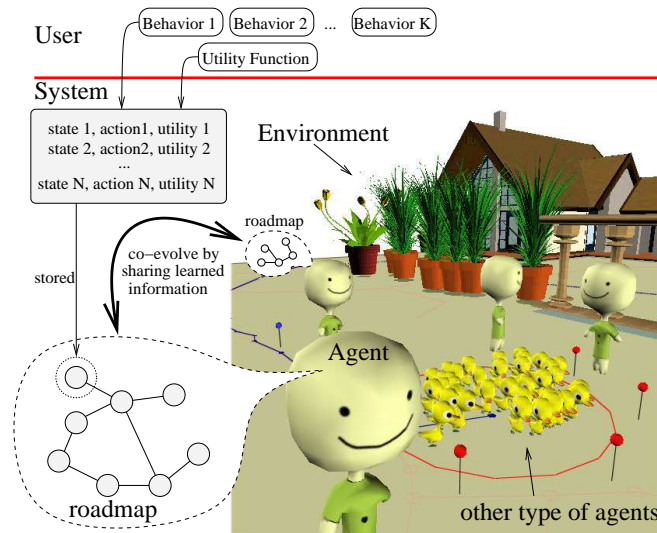 User
Behavior 1
Behavior 2
...
Behavior K
Utility Function
System
state 1, action1, utility 1
state 2, action2, utility 2
...
state N, action N, utility N
Environment
roadmap
co−evolve by
sharing learned
information
stored
Agent
roadmap
other type of agents